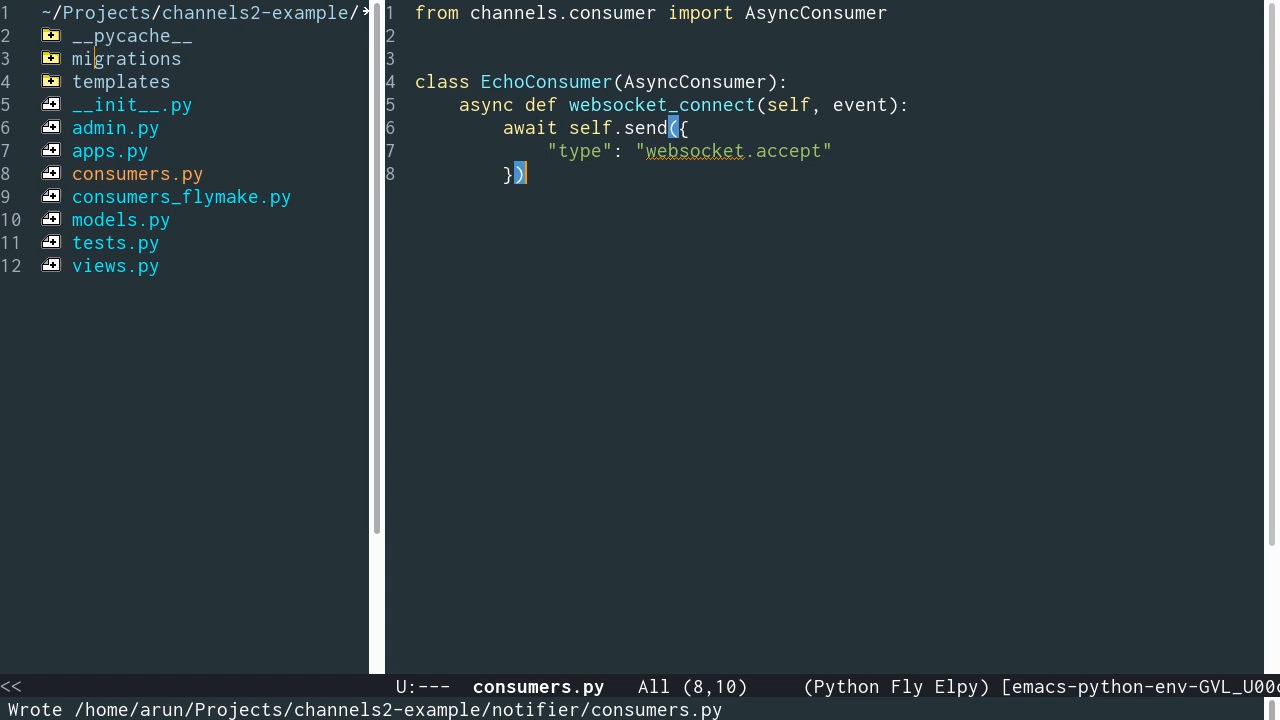 1 ~/Projects/channels2-example/
2 __pycache__
3 migrations
4 templates
5 __init__.py
6 admin.py
7 apps.py
8 consumers.py
9 consumers_flymake.py
10 models.py
11 tests.py
12 views.py
<<
1 from channels.consumer import AsyncConsumer
2
3
4 class EchoConsumer(AsyncConsumer):
5     async def websocket_connect(self, event):
6         await self.send({
7             "type": "websocket.accept"
8         })
U:--- consumers.py All (8,10) (Python Fly Elpy) [emacs-python-env-GVL_U00
Wrote /home/arun/Projects/channels2-example/notifier/consumers.py